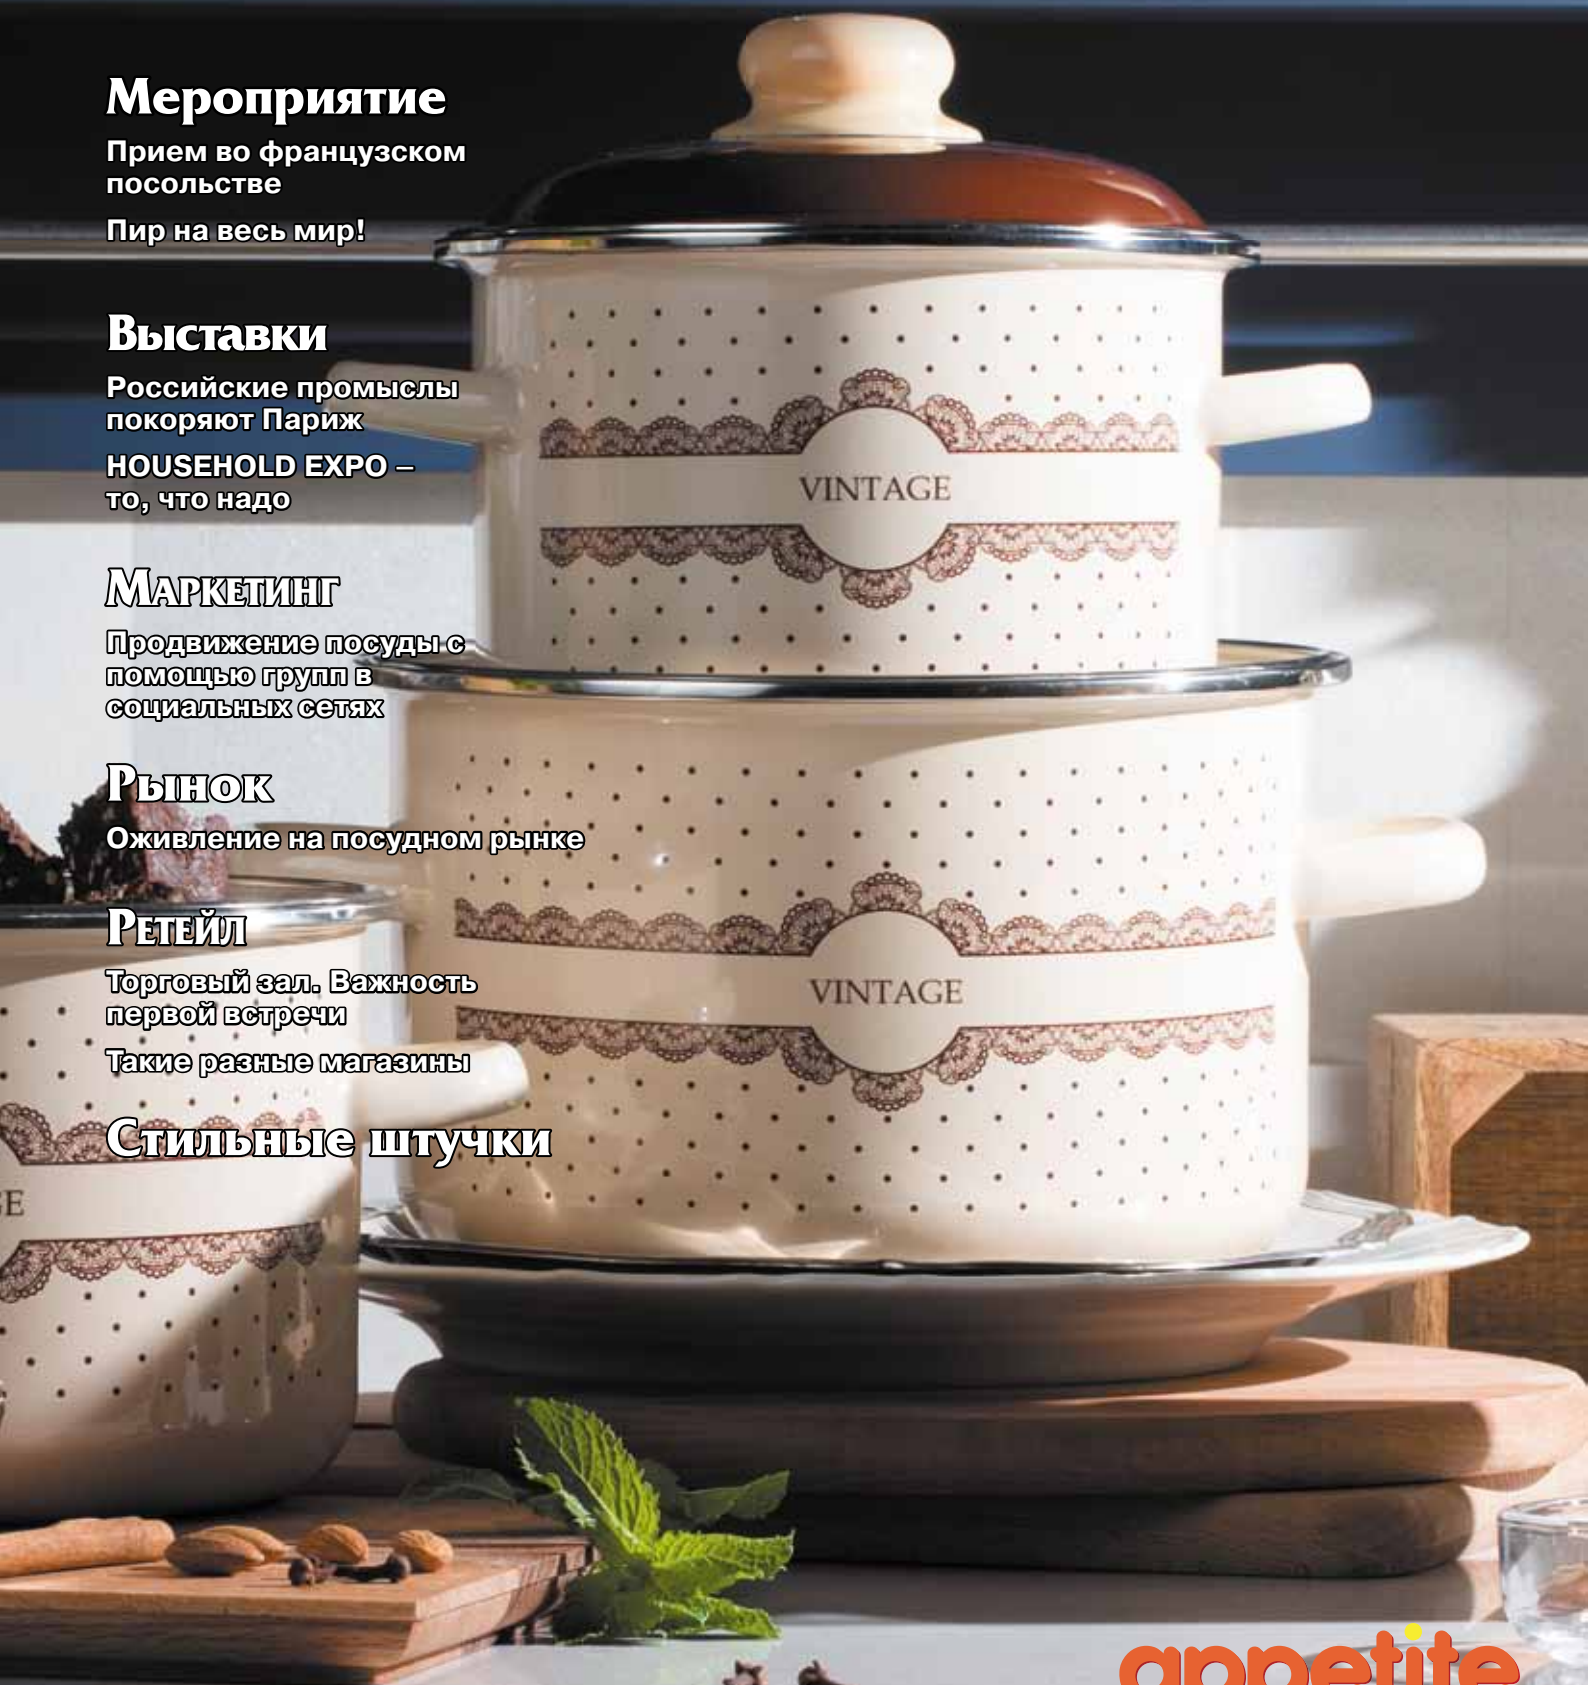 Мероприятие
Прием во французском
посольстве
Пир на весь мир!
Выставки
Российские промыслы
покоряют Париж
HOUSEHOLD EXPO –
то, что надо
Маркетинг
Продвижение посуды с
помощью групп в
социальных сетях
Рынок
Оживление на посудном рынке
Ретейл
Торговый зал. Важность
первой встречи
Такие разные магазины
Стильные штучки
VINTAGE
VINTAGE
GE
appetite